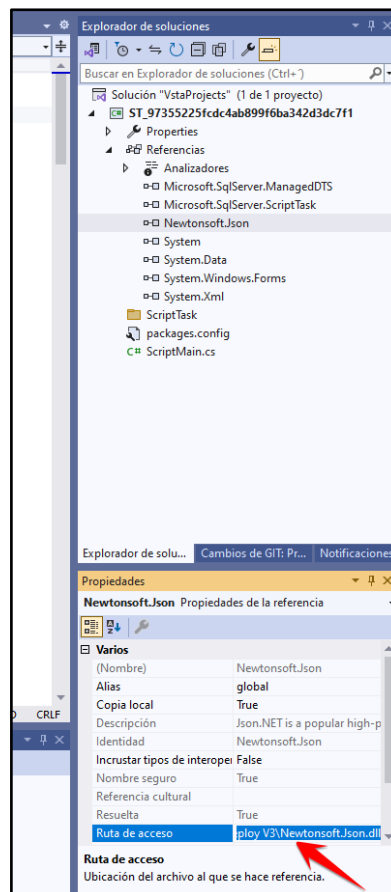 Explorador de soluciones
Buscar en Explorador de soluciones (Ctrl+´)
Solución "VstaProjects" (1 de 1 proyecto)
ST_97355225fcdc4ab899f6ba342d3dc7f1
Properties
Referencias
Analizadores
Microsoft.SqlServer.ManagedDTS
Microsoft.SqlServer.ScriptTask
Newtonsoft.Json
System
System.Data
System.Windows.Forms
System.Xml
ScriptTask
packages.config
C# ScriptMain.cs
Explorador de solu... Cambios de GIT: Pr... Notificaciones
Propiedades
Newtonsoft.Json Propiedades de la referencia
Varios
(Nombre) Newtonsoft.Json
Alias global
Copia local True
CRLF
Descripción Json.NET is a popular high-p
Identidad Newtonsoft.Json
Incrustar tipos de interoper False
Nombre seguro True
Referencia cultural
Resuelta True
Ruta de acceso ploy V3\Newtonsoft.Json.dll
Ruta de acceso
Ubicación del archivo al que se hace referencia.